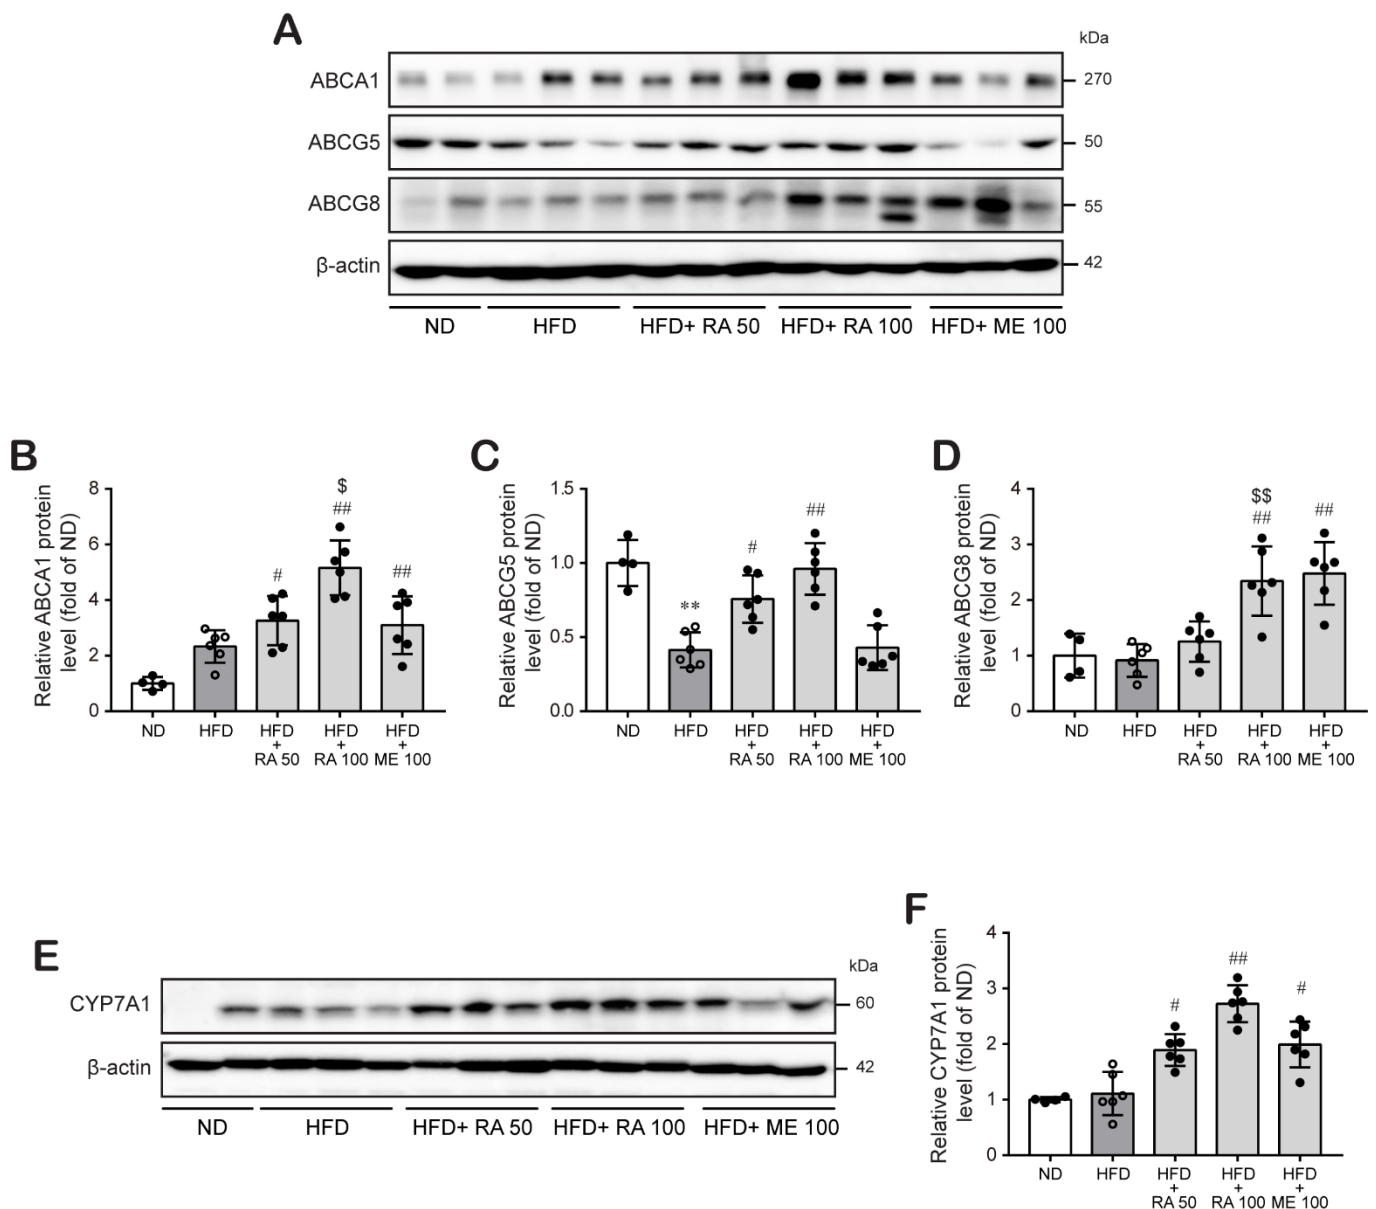 A
kDa
ABCA1
270
ABCG5
50
ABCG8
55
β-actin
42
ND
HFD
HFD+ RA 50
HFD+ RA 100
HFD+ ME 100
B
Relative ABCA1 protein
level (fold of ND)
8
6
4
2
0
#
$
##
##
ND
HFD
HFD
+
RA 50
HFD
+
RA 100
HFD
+
ME 100
C
Relative ABCG5 protein
level (fold of ND)
1.5
1.0
0.5
0.0
**
#
##
ND
HFD
HFD
+
RA 50
HFD
+
RA 100
HFD
+
ME 100
D
Relative ABCG8 protein
level (fold of ND)
4
3
2
1
0
$$
##
##
ND
HFD
HFD
+
RA 50
HFD
+
RA 100
HFD
+
ME 100
E
kDa
CYP7A1
60
β-actin
42
ND
HFD
HFD+ RA 50
HFD+ RA 100
HFD+ ME 100
F
Relative CYP7A1 protein
level (fold of ND)
4
3
2
1
0
#
##
#
ND
HFD
HFD
+
RA 50
HFD
+
RA 100
HFD
+
ME 100